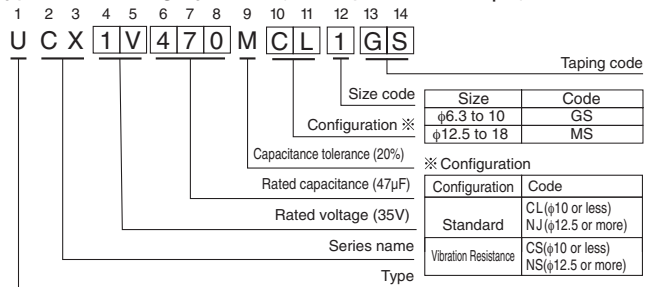 1 2 3 4 5 6 7 8 9 10 11 12 13 14
U C X 1 V 4 7 0 M C L 1 G S
Taping code
Size code
Configuration ※
Capacitance tolerance (20%)
Rated capacitance (47μF)
Rated voltage (35V)
Series name
Type
Size Code
ϕ6.3 to 10 GS
ϕ12.5 to 18 MS
※ Configuration
Configuration Code
Standard CL(ϕ10 or less)
NJ(ϕ12.5 or more)
Vibration Resistance CS(ϕ10 or less)
NS(ϕ12.5 or more)